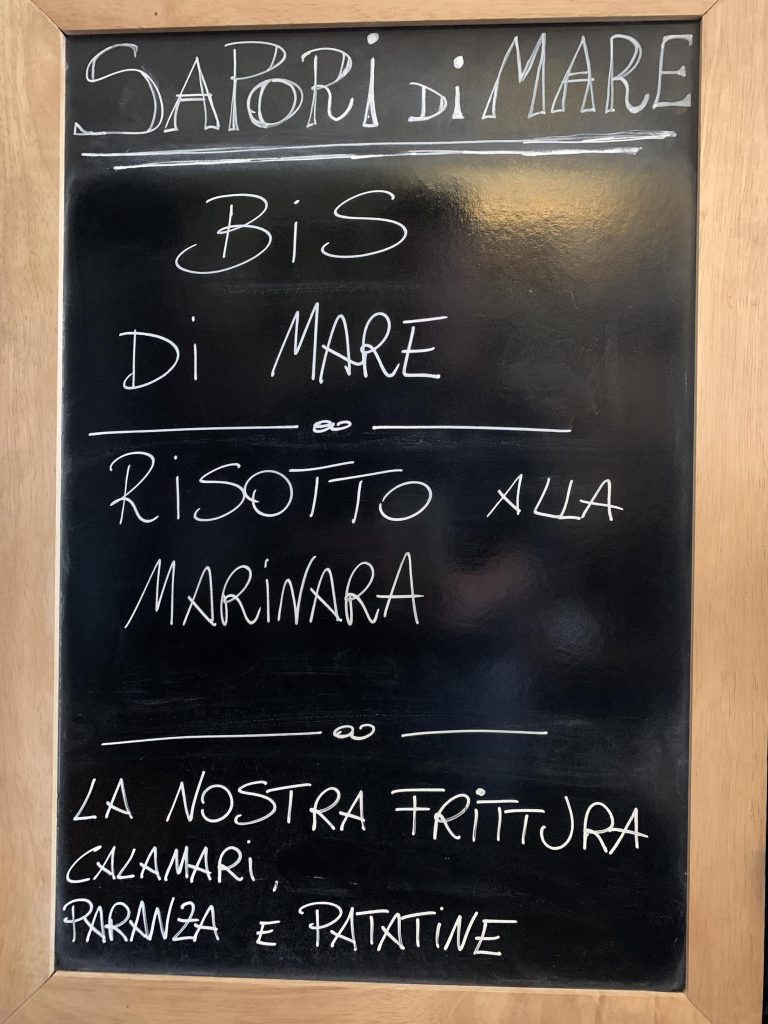 SAPORi Di MARE
BiS
Di MARE
RiSOTTO ALLA
MARiNARA
LA NOSTRA FRiTTURA
CALAMARi,
PARANZA E PATATiNE